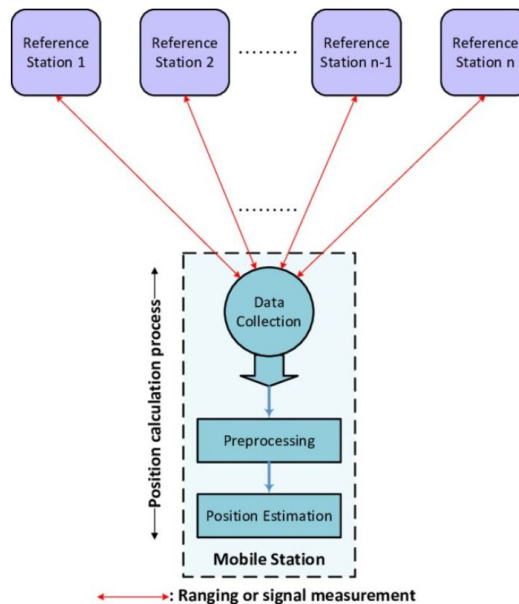 Reference
Station 1
Reference
Station 2
.........
Reference
Station n-1
Reference
Station n
.........
Data
Collection
Position calculation process
Preprocessing
Position Estimation
Mobile Station
: Ranging or signal measurement